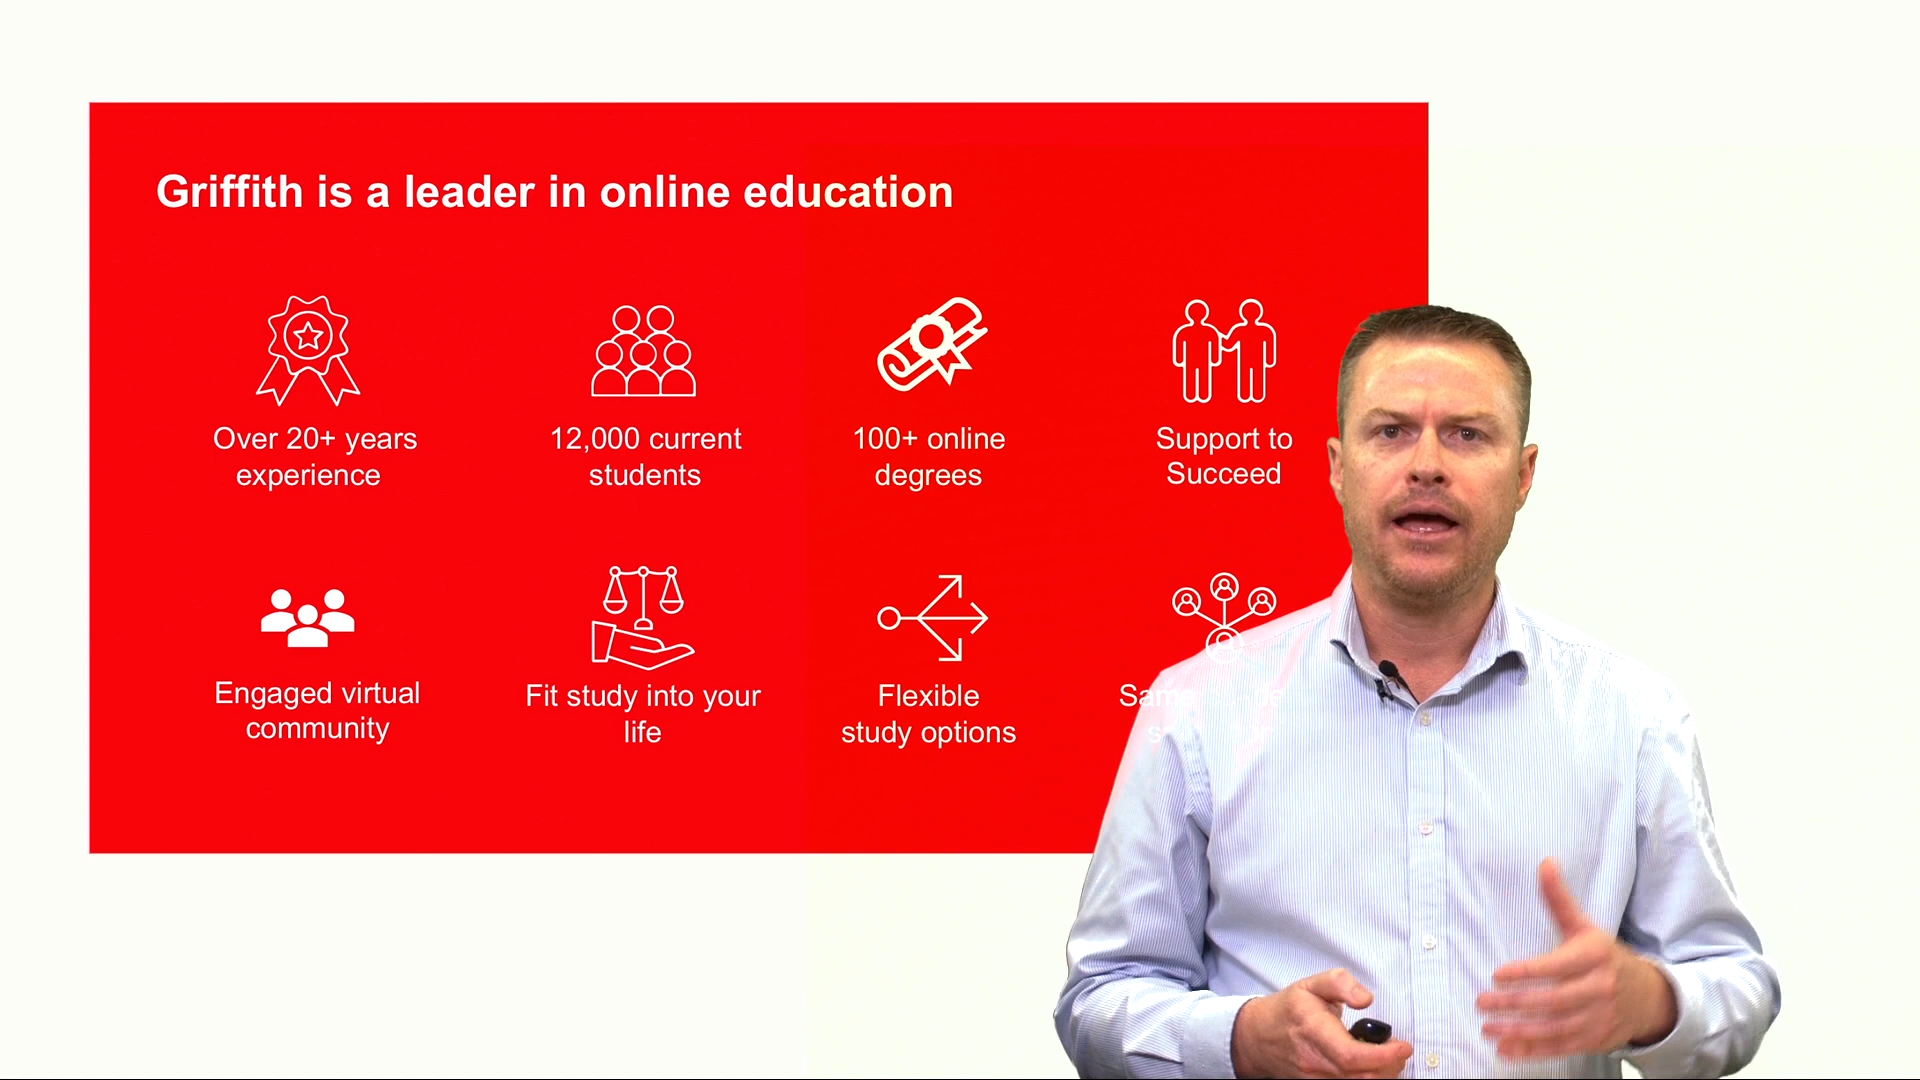 Griffith is a leader in online education
Over 20+ years
experience
12,000 current
students
100+ online
degrees
Support to
Succeed
Engaged virtual
community
Fit study into your
life
Flexible
study options
Same